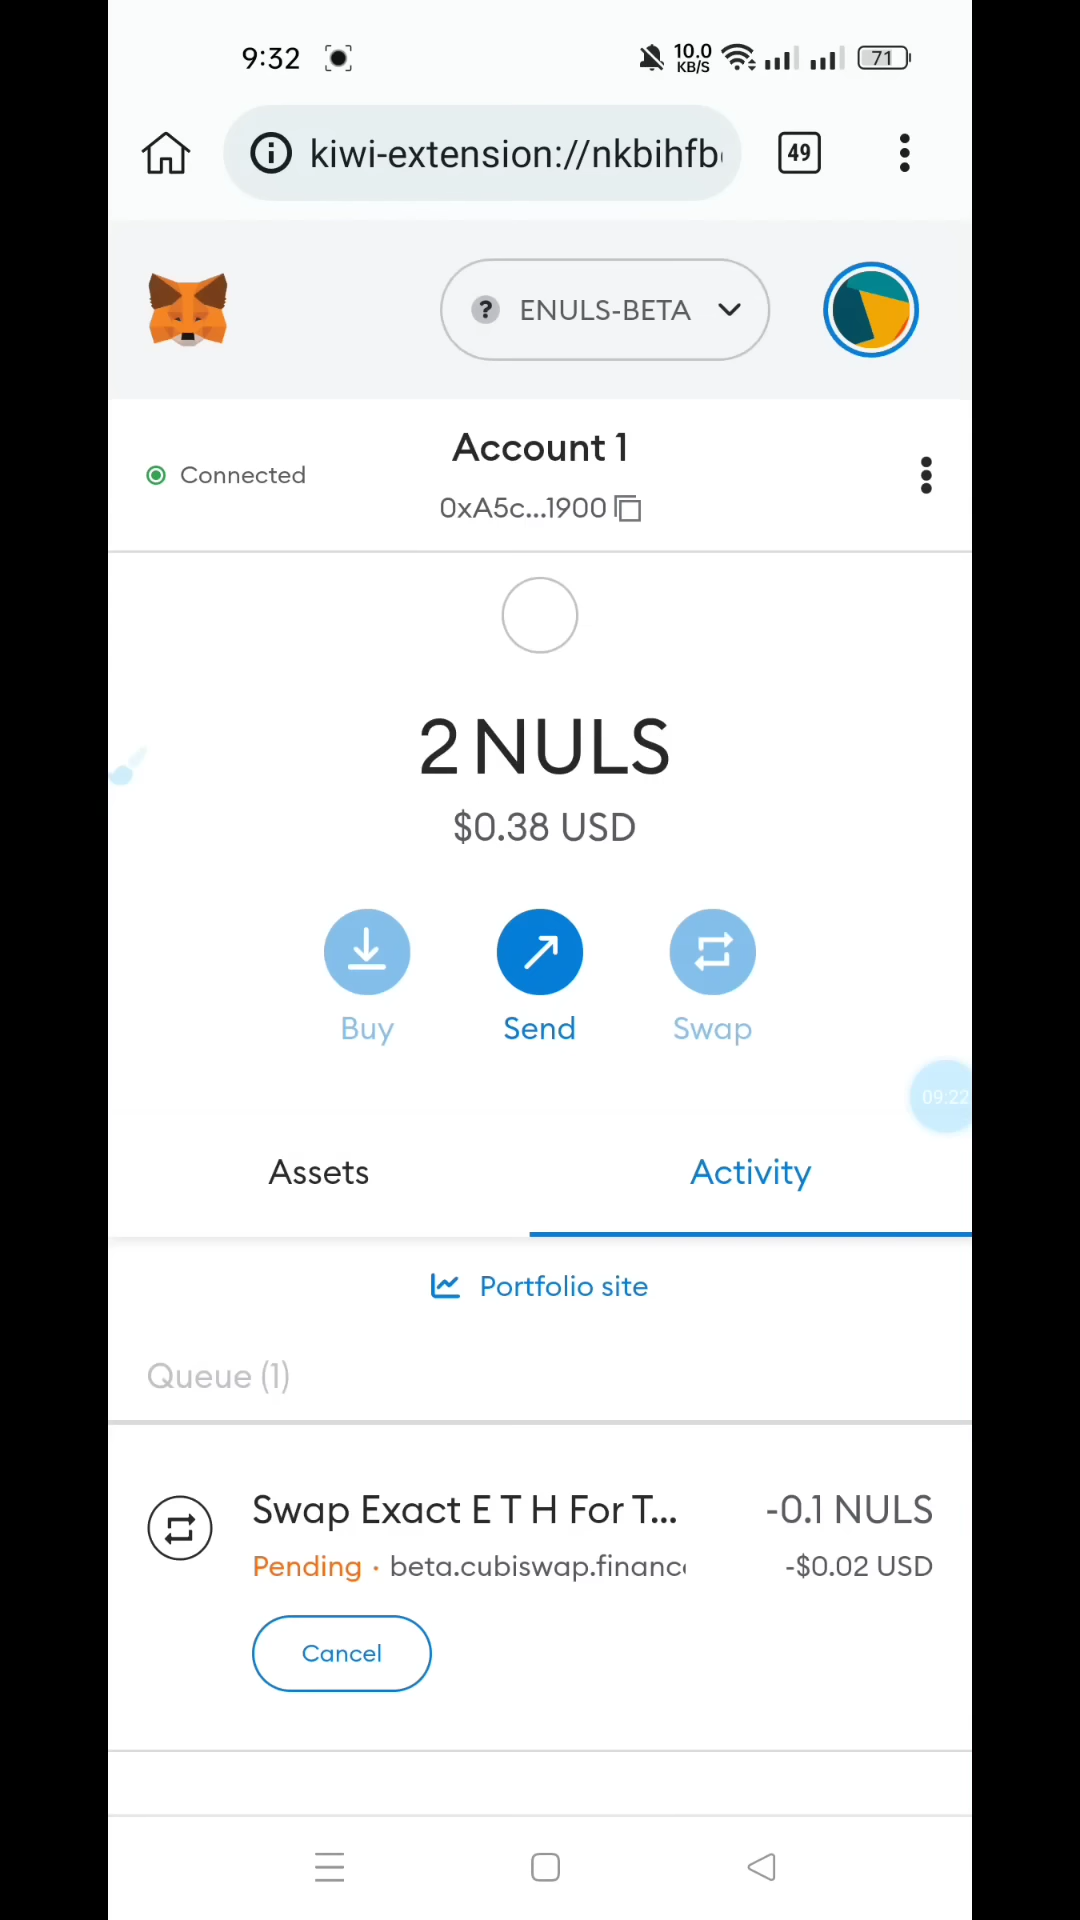 9:32
10.0
KB/S
71
kiwi-extension://nkbihfb
49
ENULS-BETA
Connected
Account 1
0xA5c...1900
2 NULS
$0.38 USD
Buy
Send
Swap
09:22
Assets
Activity
Portfolio site
Queue (1)
Swap Exact E T H For T...
-0.1 NULS
Pending · beta.cubiswap.financ
-$0.02 USD
Cancel